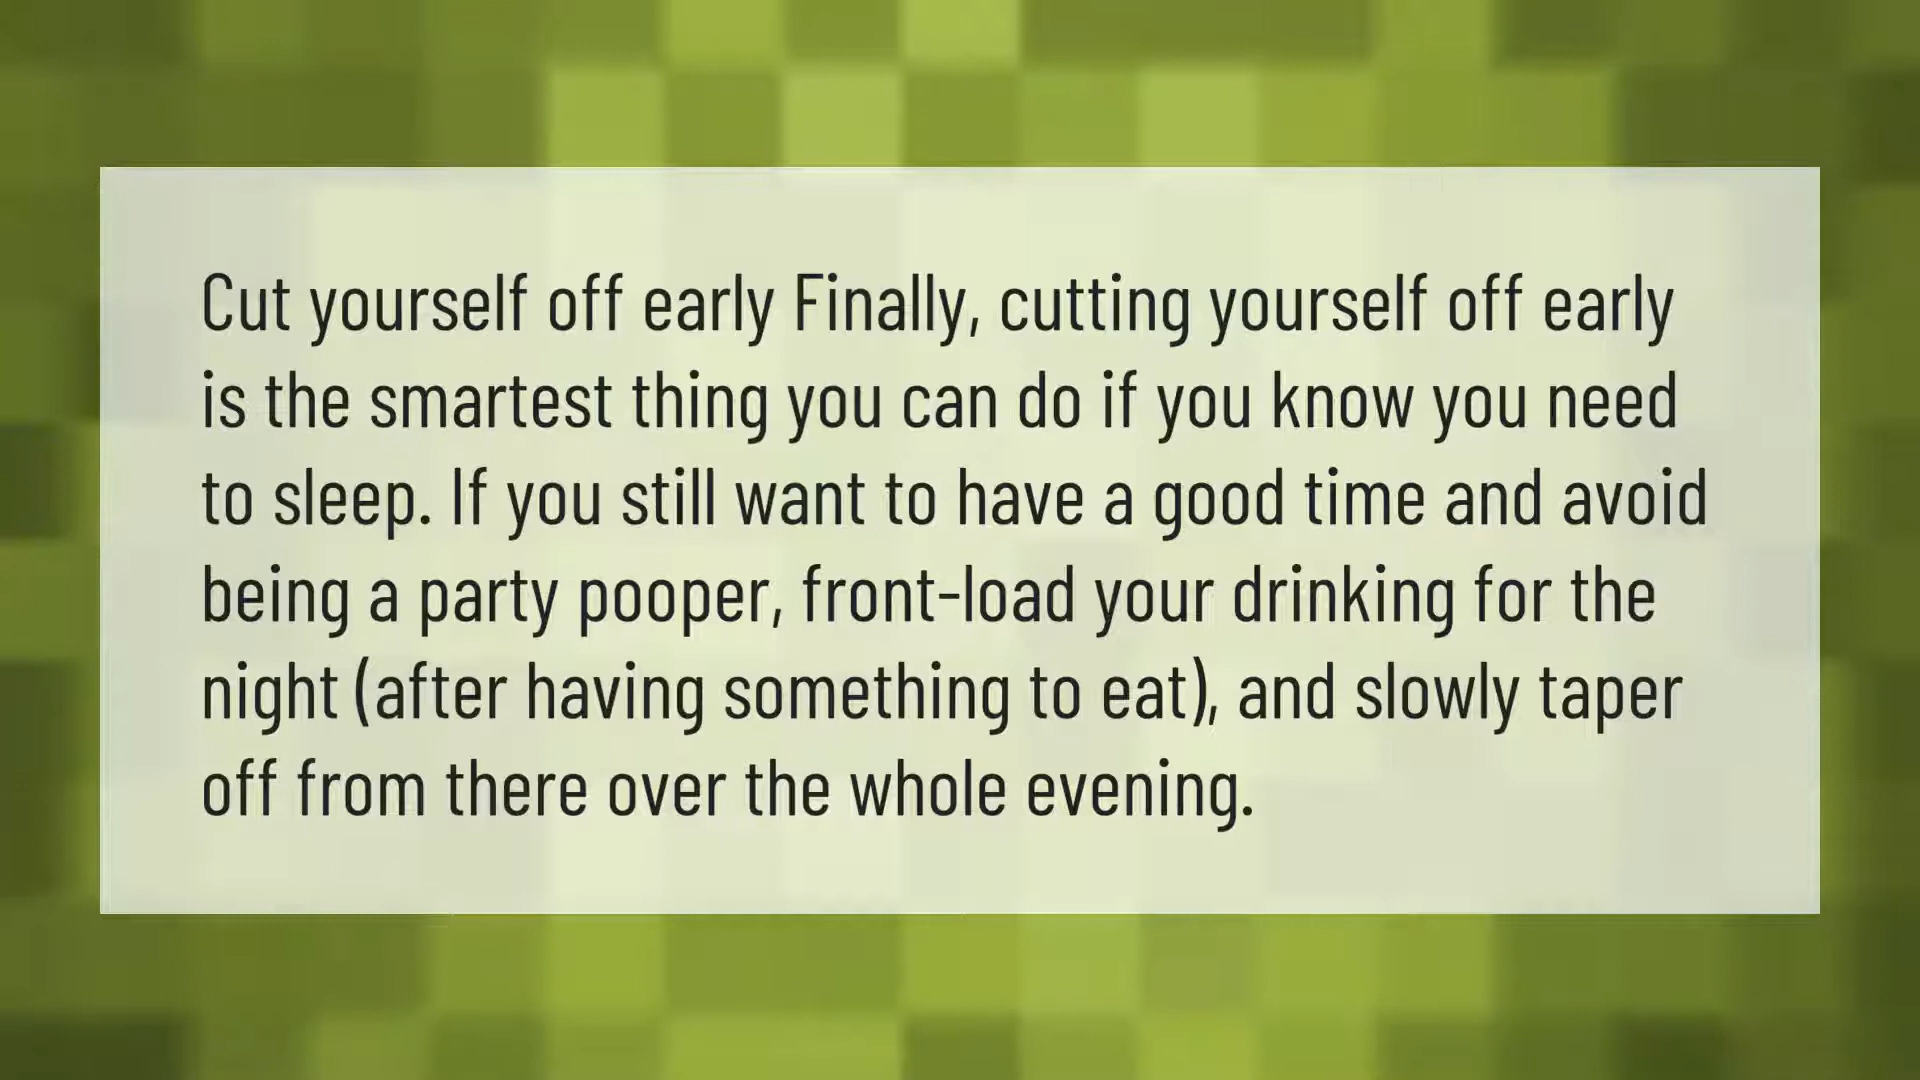 Cut yourself off early Finally, cutting yourself off early
is the smartest thing you can do if you know you need
to sleep. If you still want to have a good time and avoid
being a party pooper, front-load your drinking for the
night (after having something to eat), and slowly taper
off from there over the whole evening.